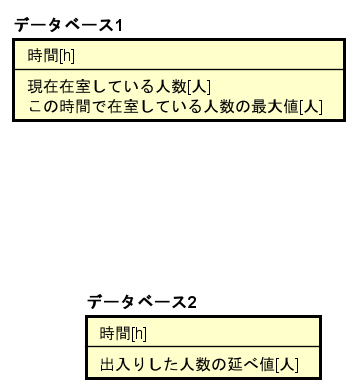 データベース1
時間[h]
現在在室している人数[人]
この時間で在室している人数の最大値[人]
データベース2
時間[h]
出入りした人数の延べ値[人]